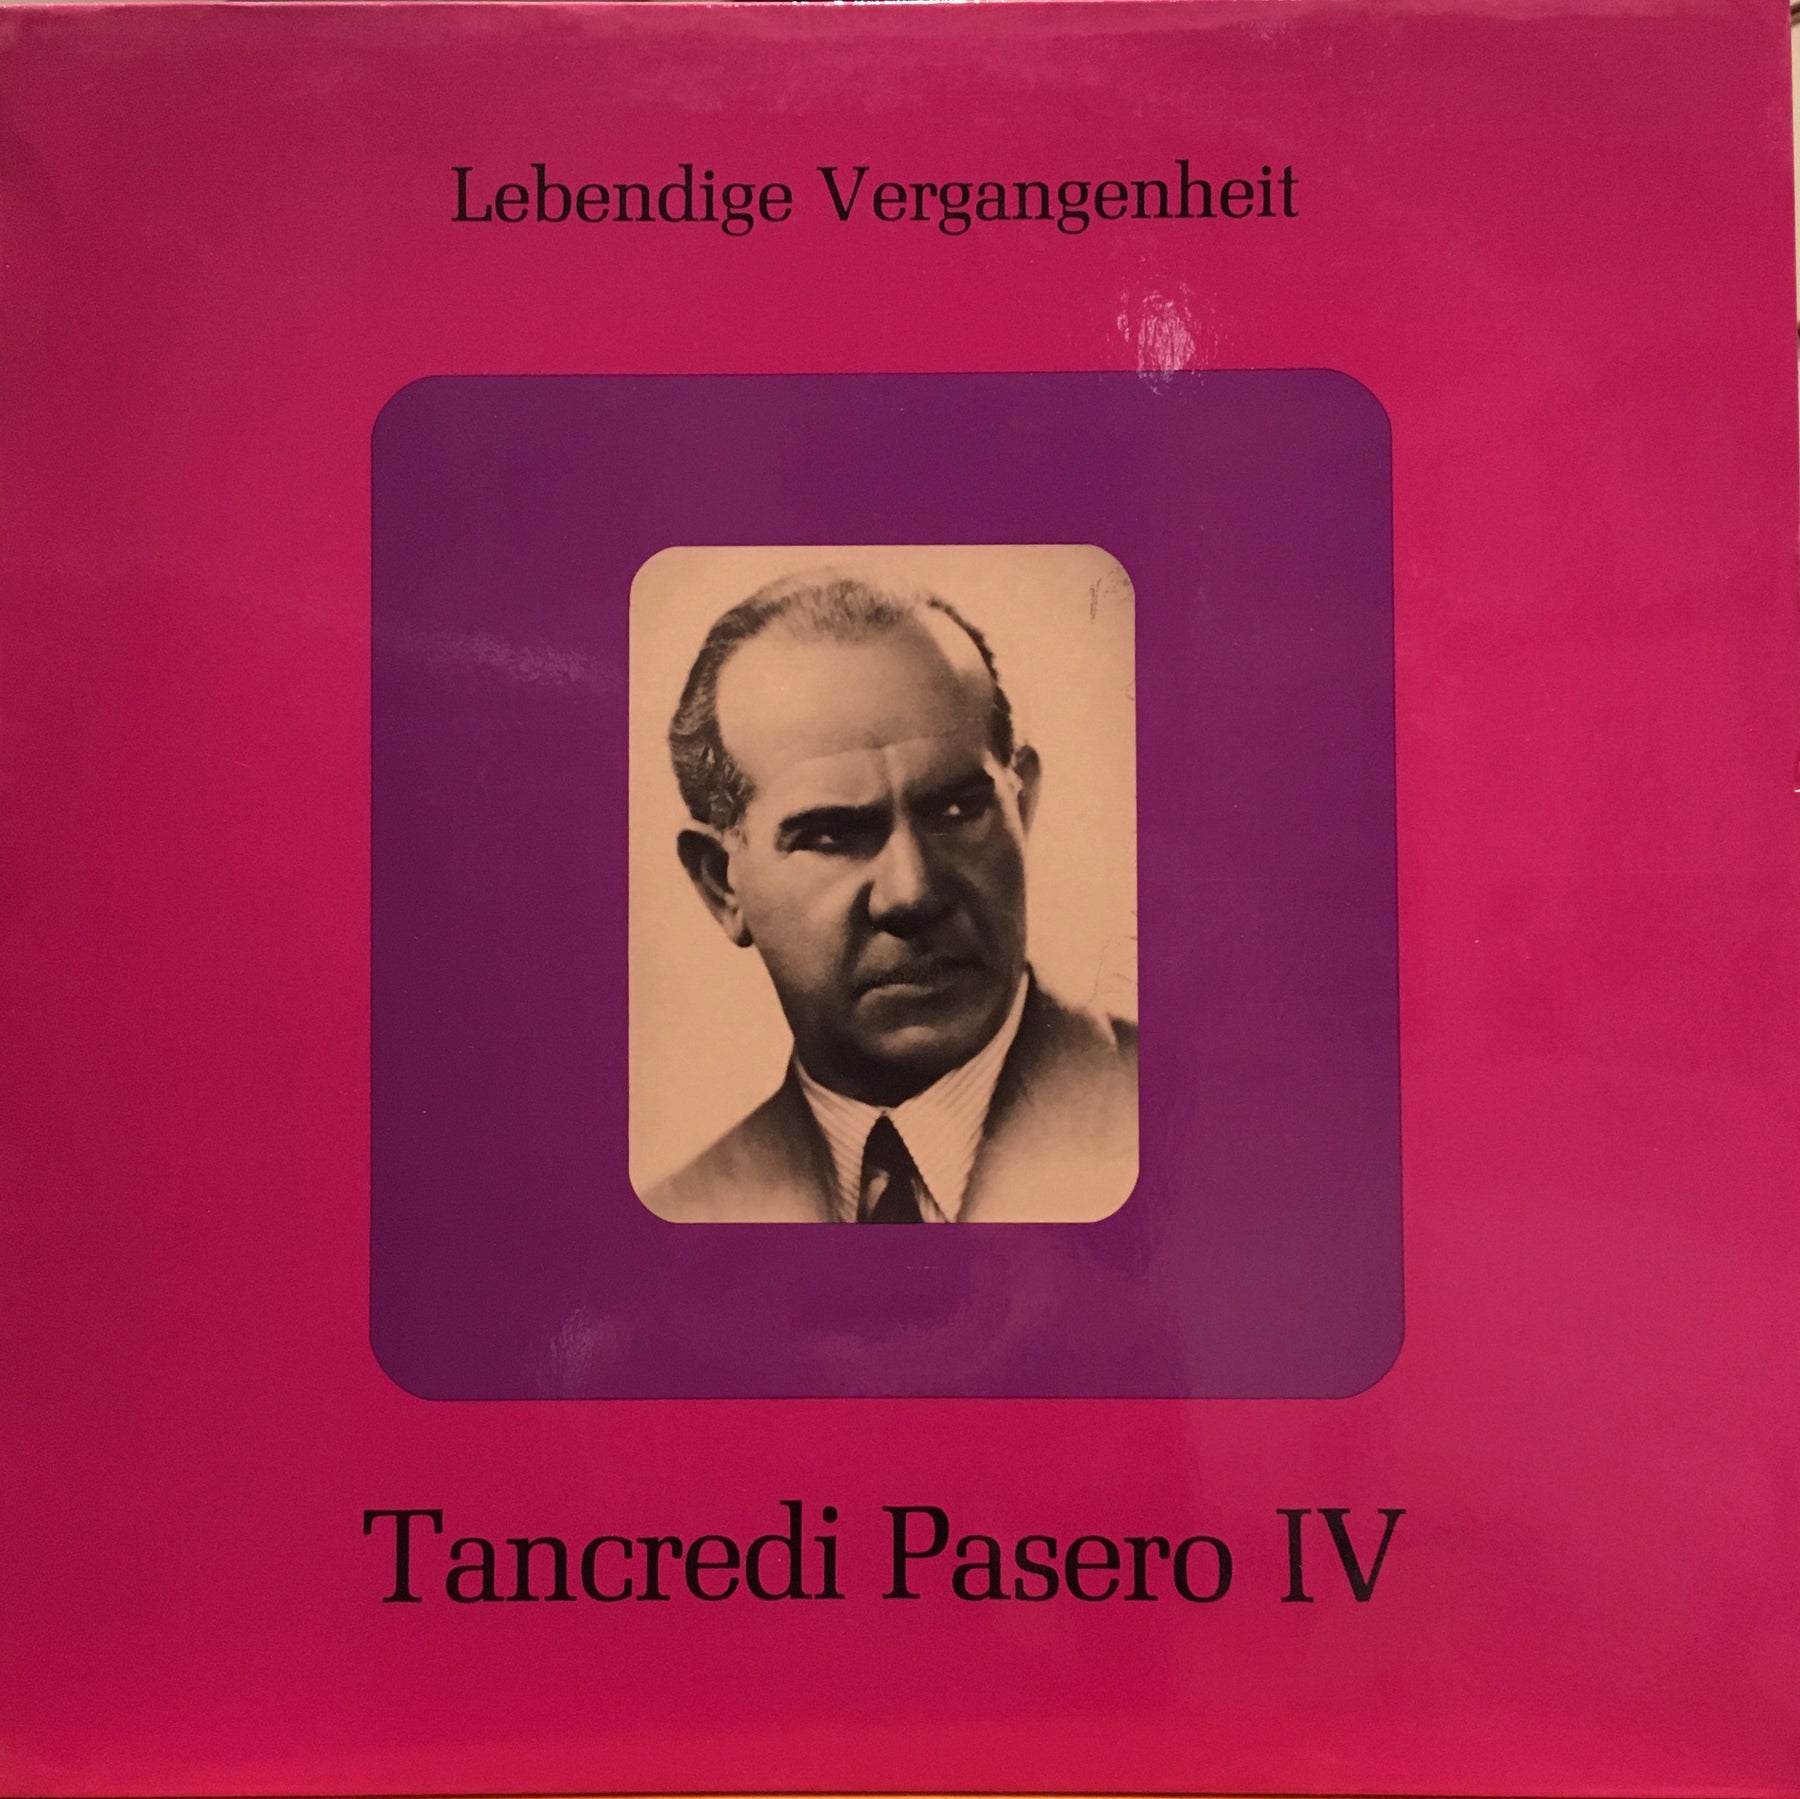 Lebendige Vergangenheit
Tancredi Pasero IV